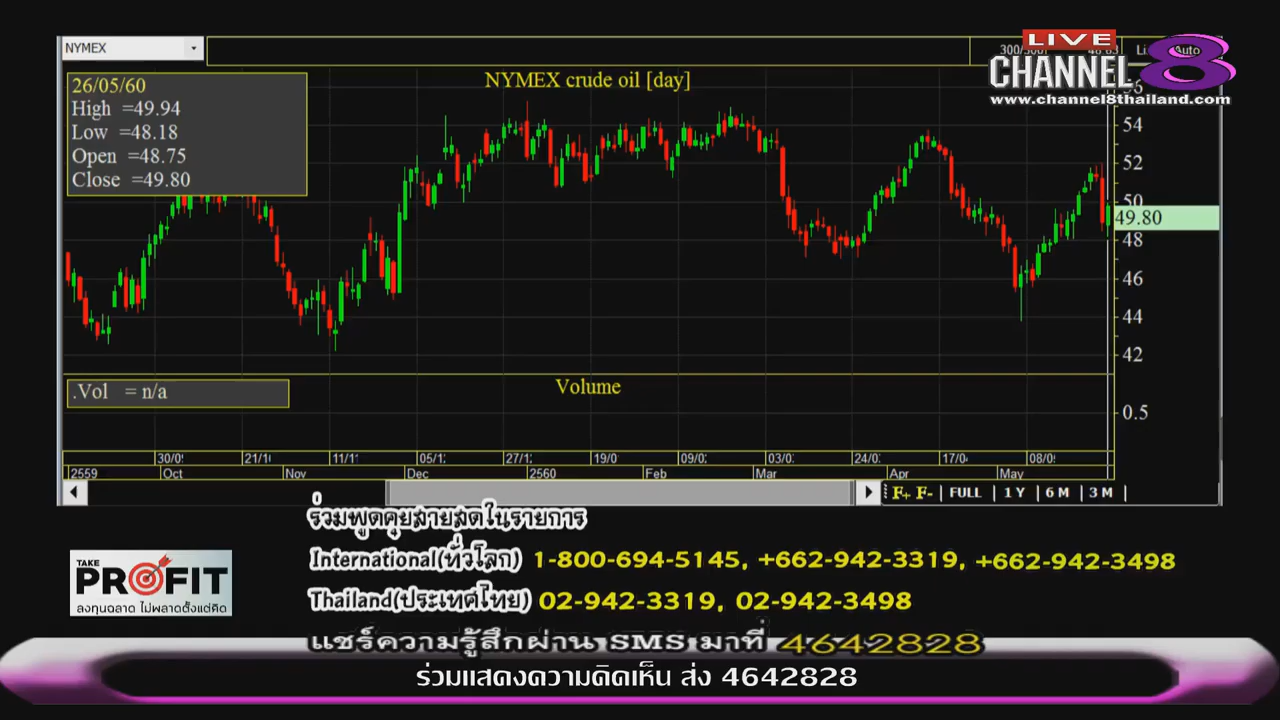 NYMEX
LIVE
CHANNEL 8
www.channel8thailand.com
Auto
NYMEX crude oil [day]
26/05/60
High =49.94
Low =48.18
Open =48.75
Close =49.80
54
52
50
49.80
48
46
44
42
.Vol = n/a
Volume
0.5
30/09 21/10 11/11 05/12 27/12 19/0 09/02 03/03 24/03 17/04 08/05
2559 Oct Nov Dec 2560 Feb Mar Apr May
F+ F- | FULL | 1 Y | 6 M | 3 M |
ร่วมพูดคุยสายสดในรายการ
International(ทั่วโลก) 1-800-694-5145, +662-942-3319, +662-942-3498
Thailand(ประเทศไทย) 02-942-3319, 02-942-3498
TAKE PROFIT
ลงทุนฉลาด ไม่พลาดตั้งแต่คิด
แชร์ความรู้สึกผ่าน SMS มาที่ 4642828
ร่วมแสดงความคิดเห็น ส่ง 4642828